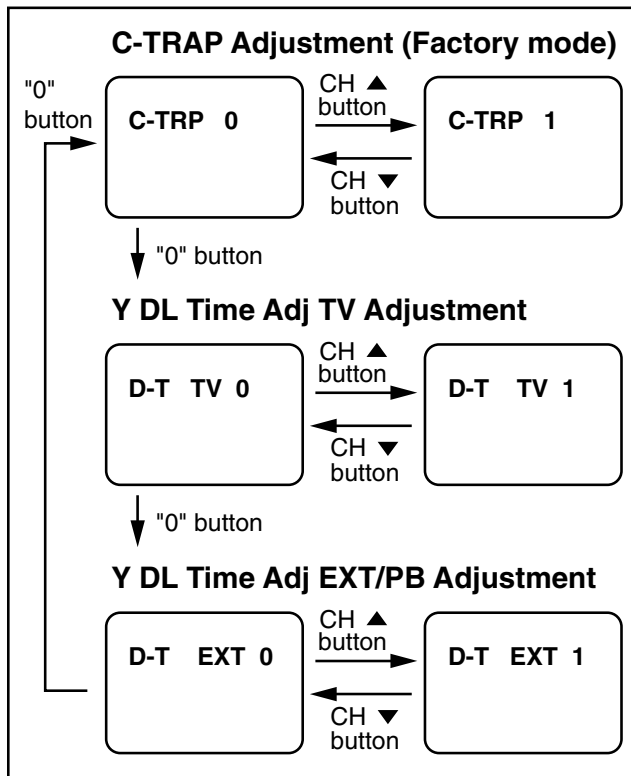 C-TRAP Adjustment (Factory mode)
"0"
button
C-TRP 0
CH ▲
button
CH ▼
button
C-TRP 1
"0" button
Y DL Time Adj TV Adjustment
D-T TV 0
CH ▲
button
CH ▼
button
D-T TV 1
"0" button
Y DL Time Adj EXT/PB Adjustment
D-T EXT 0
CH ▲
button
CH ▼
button
D-T EXT 1